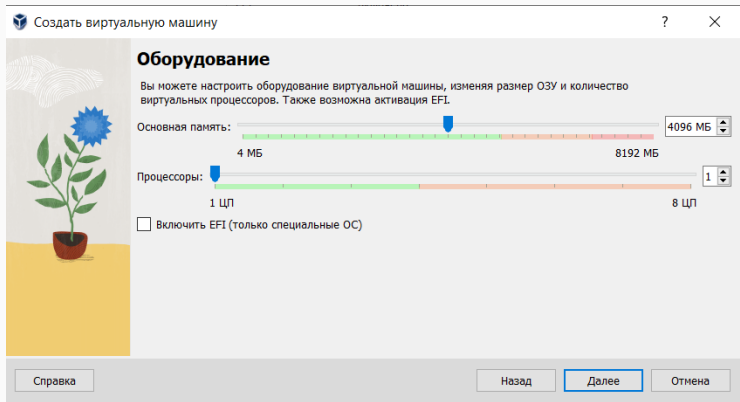 Создать виртуальную машину
?
Оборудование
Вы можете настроить оборудование виртуальной машины, изменяя размер ОЗУ и количество
виртуальных процессоров. Также возможна активация EFI.
Основная память: 4096 МБ
4 МБ 8192 МБ
Процессоры: 1
1 ЦП 8 ЦП
Включить EFI (только специальные ОС)
Справка Назад Далее Отмена